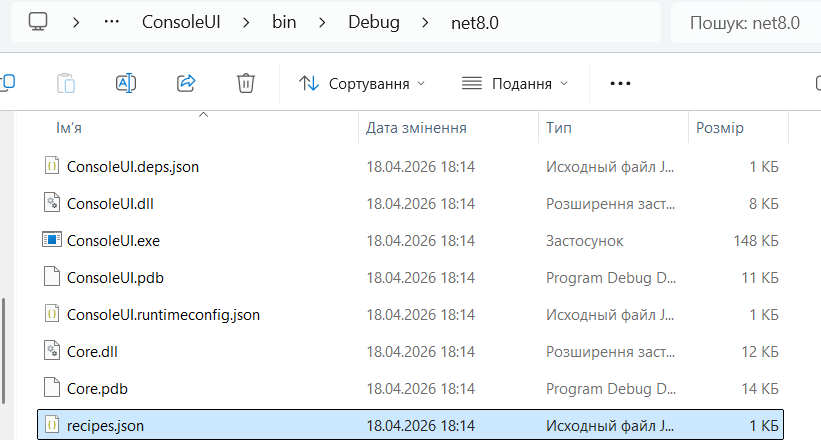 ConsoleUI > bin > Debug > net8.0
Пошук: net8.0
Сортування Подання
Ім'я Дата змінення Тип Розмір
ConsoleUI.deps.json 18.04.2026 18:14 Исходный файл J... 1 КБ
ConsoleUI.dll 18.04.2026 18:14 Розширення заст... 8 КБ
ConsoleUI.exe 18.04.2026 18:14 Застосунок 148 КБ
ConsoleUI.pdb 18.04.2026 18:14 Program Debug D... 11 КБ
ConsoleUI.runtimeconfig.json 18.04.2026 18:14 Исходный файл J... 1 КБ
Core.dll 18.04.2026 18:14 Розширення заст... 12 КБ
Core.pdb 18.04.2026 18:14 Program Debug D... 14 КБ
recipes.json 18.04.2026 18:14 Исходный файл J... 1 КБ